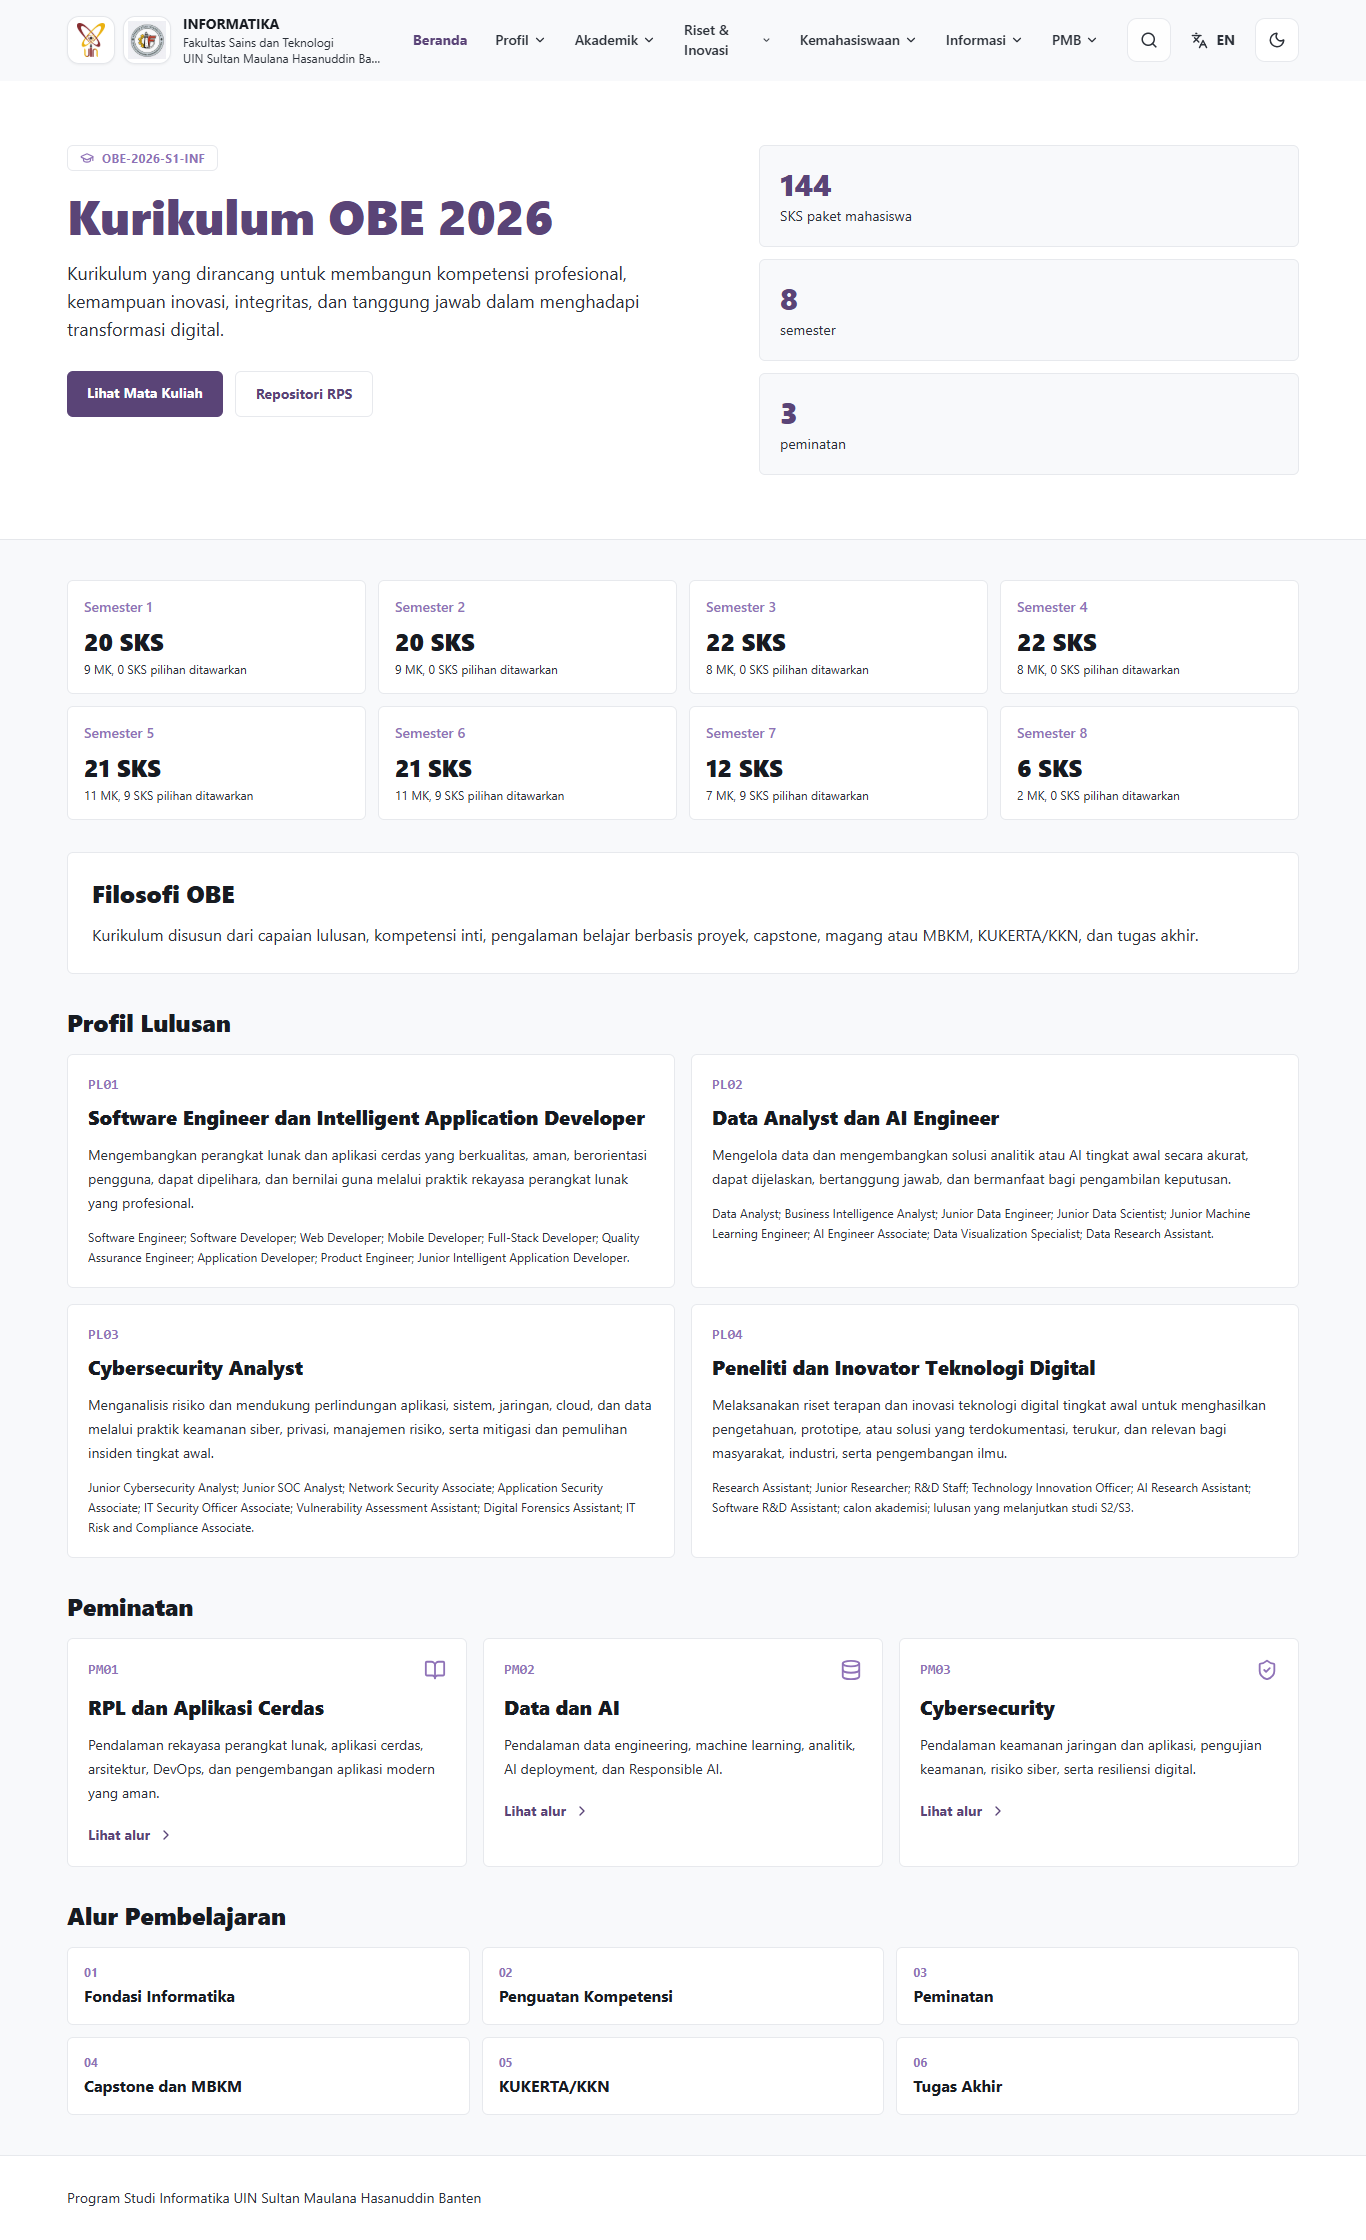 INFORMATIKA
Fakultas Sains dan Teknologi
UIN Sultan Maulana Hasanuddin Ba...
Beranda
Profil
Akademik
Riset &
Inovasi
Kemahasiswaan
Informasi
PMB
EN
OBE-2026-S1-INF
Kurikulum OBE 2026
Kurikulum yang dirancang untuk membangun kompetensi profesional,
kemampuan inovasi, integritas, dan tanggung jawab dalam menghadapi
transformasi digital.
Lihat Mata Kuliah
Repositori RPS
144
SKS paket mahasiswa
8
semester
3
peminatan
Semester 1
20 SKS
9 MK, 0 SKS pilihan ditawarkan
Semester 2
20 SKS
9 MK, 0 SKS pilihan ditawarkan
Semester 3
22 SKS
8 MK, 0 SKS pilihan ditawarkan
Semester 4
22 SKS
8 MK, 0 SKS pilihan ditawarkan
Semester 5
21 SKS
11 MK, 9 SKS pilihan ditawarkan
Semester 6
21 SKS
11 MK, 9 SKS pilihan ditawarkan
Semester 7
12 SKS
7 MK, 9 SKS pilihan ditawarkan
Semester 8
6 SKS
2 MK, 0 SKS pilihan ditawarkan
Filosofi OBE
Kurikulum disusun dari capaian lulusan, kompetensi inti, pengalaman belajar berbasis proyek, capstone, magang atau MBKM, KUKERTA/KKN, dan tugas akhir.
Profil Lulusan
PL01
Software Engineer dan Intelligent Application Developer
Mengembangkan perangkat lunak dan aplikasi cerdas yang berkualitas, aman, berorientasi
pengguna, dapat dipelihara, dan bernilai guna melalui praktik rekayasa perangkat lunak
yang profesional.
Software Engineer; Software Developer; Web Developer; Mobile Developer; Full-Stack Developer; Quality
Assurance Engineer; Application Developer; Product Engineer; Junior Intelligent Application Developer.
PL02
Data Analyst dan AI Engineer
Mengelola data dan mengembangkan solusi analitik atau AI tingkat awal secara akurat,
dapat dijelaskan, bertanggung jawab, dan bermanfaat bagi pengambilan keputusan.
Data Analyst; Business Intelligence Analyst; Junior Data Engineer; Junior Data Scientist; Junior Machine
Learning Engineer; AI Engineer Associate; Data Visualization Specialist; Data Research Assistant.
PL03
Cybersecurity Analyst
Menganalisis risiko dan mendukung perlindungan aplikasi, sistem, jaringan, cloud, dan data
melalui praktik keamanan siber, privasi, manajemen risiko, serta mitigasi dan pemulihan
insiden tingkat awal.
Junior Cybersecurity Analyst; Junior SOC Analyst; Network Security Associate; Application Security
Associate; IT Security Officer Associate; Vulnerability Assessment Assistant; Digital Forensics Assistant; IT
Risk and Compliance Associate.
PL04
Peneliti dan Inovator Teknologi Digital
Melaksanakan riset terapan dan inovasi teknologi digital tingkat awal untuk menghasilkan
pengetahuan, prototipe, atau solusi yang terdokumentasi, terukur, dan relevan bagi
masyarakat, industri, serta pengembangan ilmu.
Research Assistant; Junior Researcher; R&D Staff; Technology Innovation Officer; AI Research Assistant;
Software R&D Assistant; calon akademisi; lulusan yang melanjutkan studi S2/S3.
Peminatan
PM01
RPL dan Aplikasi Cerdas
Pendalaman rekayasa perangkat lunak, aplikasi cerdas,
arsitektur, DevOps, dan pengembangan aplikasi modern
yang aman.
Lihat alur
PM02
Data dan AI
Pendalaman data engineering, machine learning, analitik,
AI deployment, dan Responsible AI.
Lihat alur
PM03
Cybersecurity
Pendalaman keamanan jaringan dan aplikasi, pengujian
keamanan, risiko siber, serta resiliensi digital.
Lihat alur
Alur Pembelajaran
01
Fondasi Informatika
02
Penguatan Kompetensi
03
Peminatan
04
Capstone dan MBKM
05
KUKERTA/KKN
06
Tugas Akhir
Program Studi Informatika UIN Sultan Maulana Hasanuddin Banten